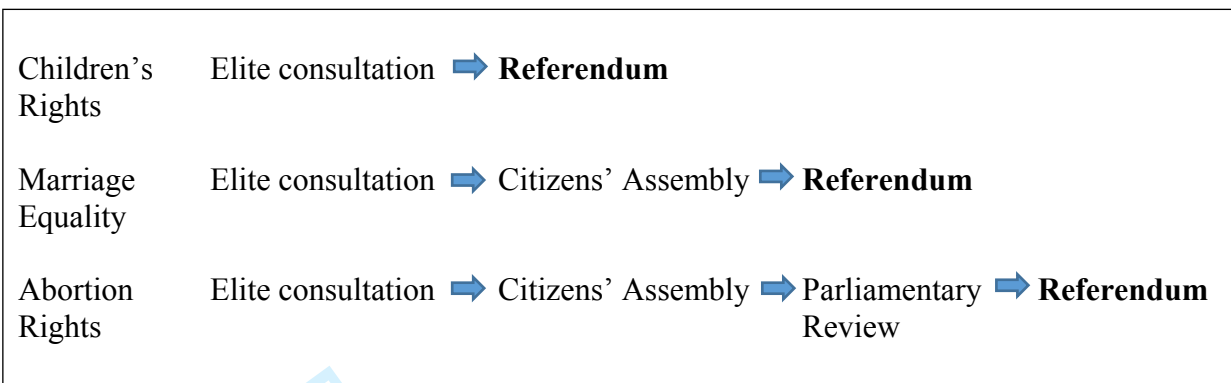 Children’s Elite consultation ➡ Referendum
Rights
Marriage Elite consultation ➡ Citizens’ Assembly ➡ Referendum
Equality
Abortion Elite consultation ➡ Citizens’ Assembly ➡ Parliamentary ➡ Referendum
Rights Review